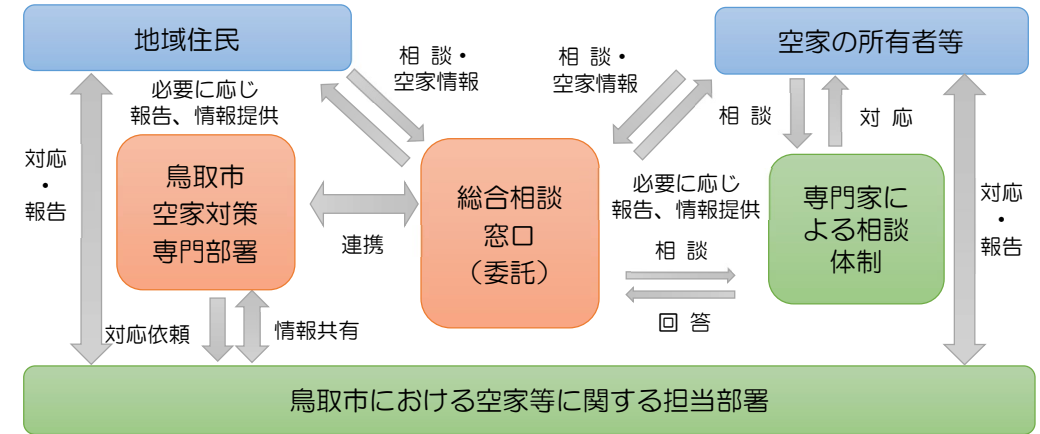 地域住民
空家の所有者等
相 談・
空家情報
相 談・
空家情報
必要に応じ
報告、情報提供
相 談
対 応
対応
・
報告
鳥取市
空家対策
専門部署
連携
総合相談
窓口
（委託）
必要に応じ
報告、情報提供
相 談
回 答
専門家に
よる相談
体制
対応
・
報告
対応依頼
情報共有
鳥取市における空家等に関する担当部署